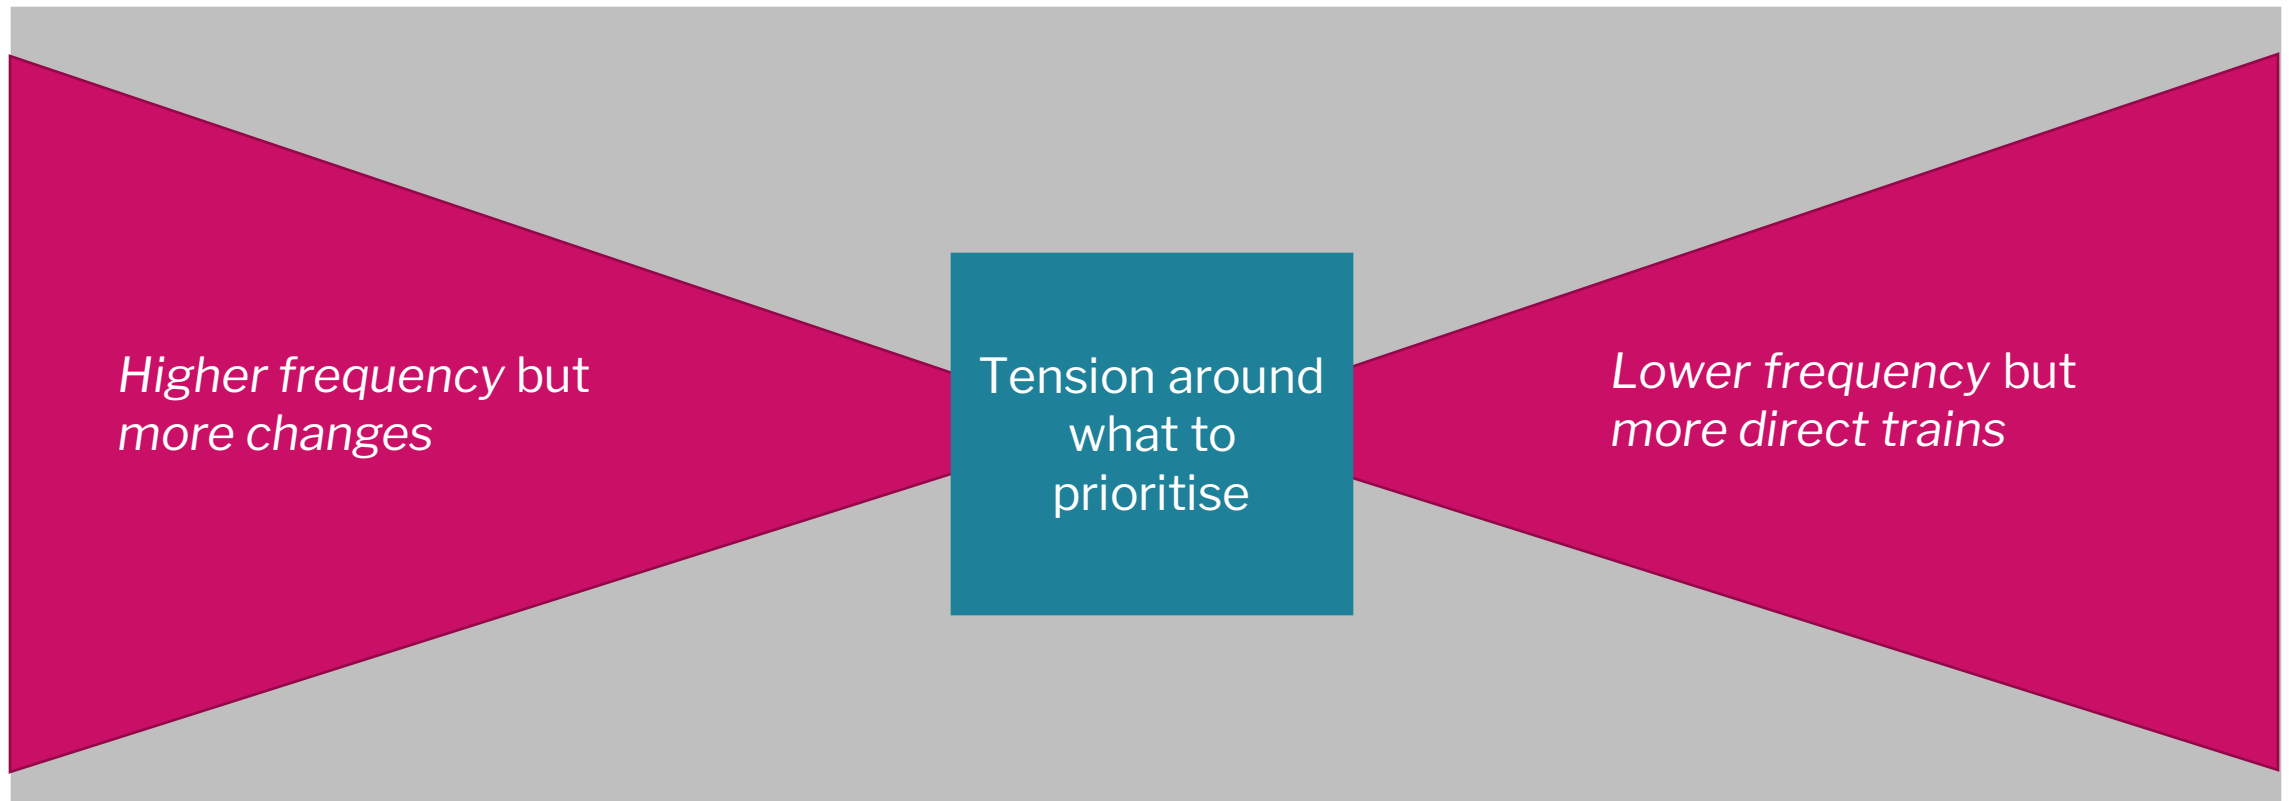 Higher frequency but
more changes
Tension around
what to
prioritise
Lower frequency but
more direct trains